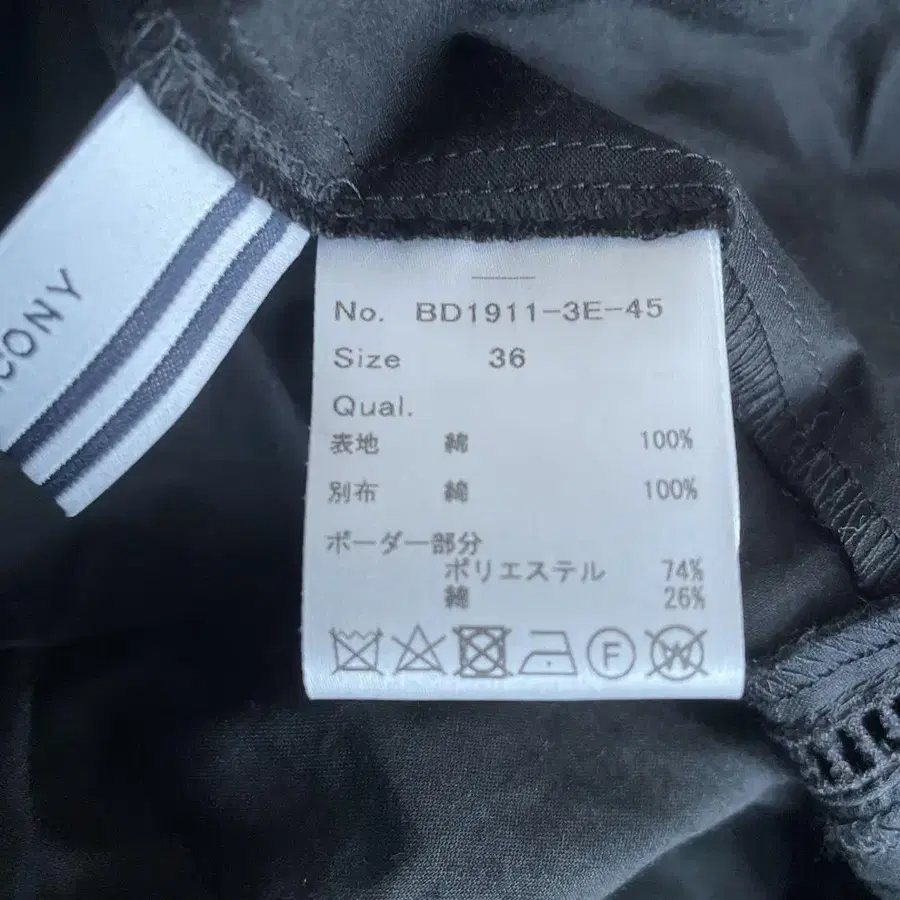 CONY
No. BD1911-3E-45
Size 36
Qual.
表地 綿 100%
別布 綿 100%
ボーダー部分
ポリエステル 74%
綿 26%
F W